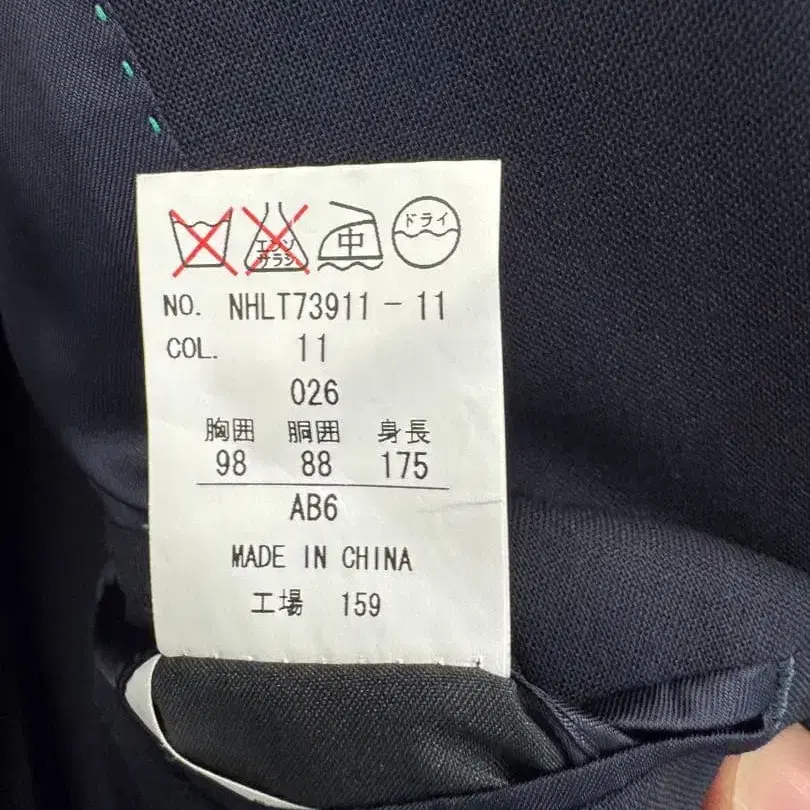 エンソ サラシ 中 ドライ
NO. NHLT73911-11
COL. 11
026
胸囲 胴囲 身長
98 88 175
AB6
MADE IN CHINA
工場 159